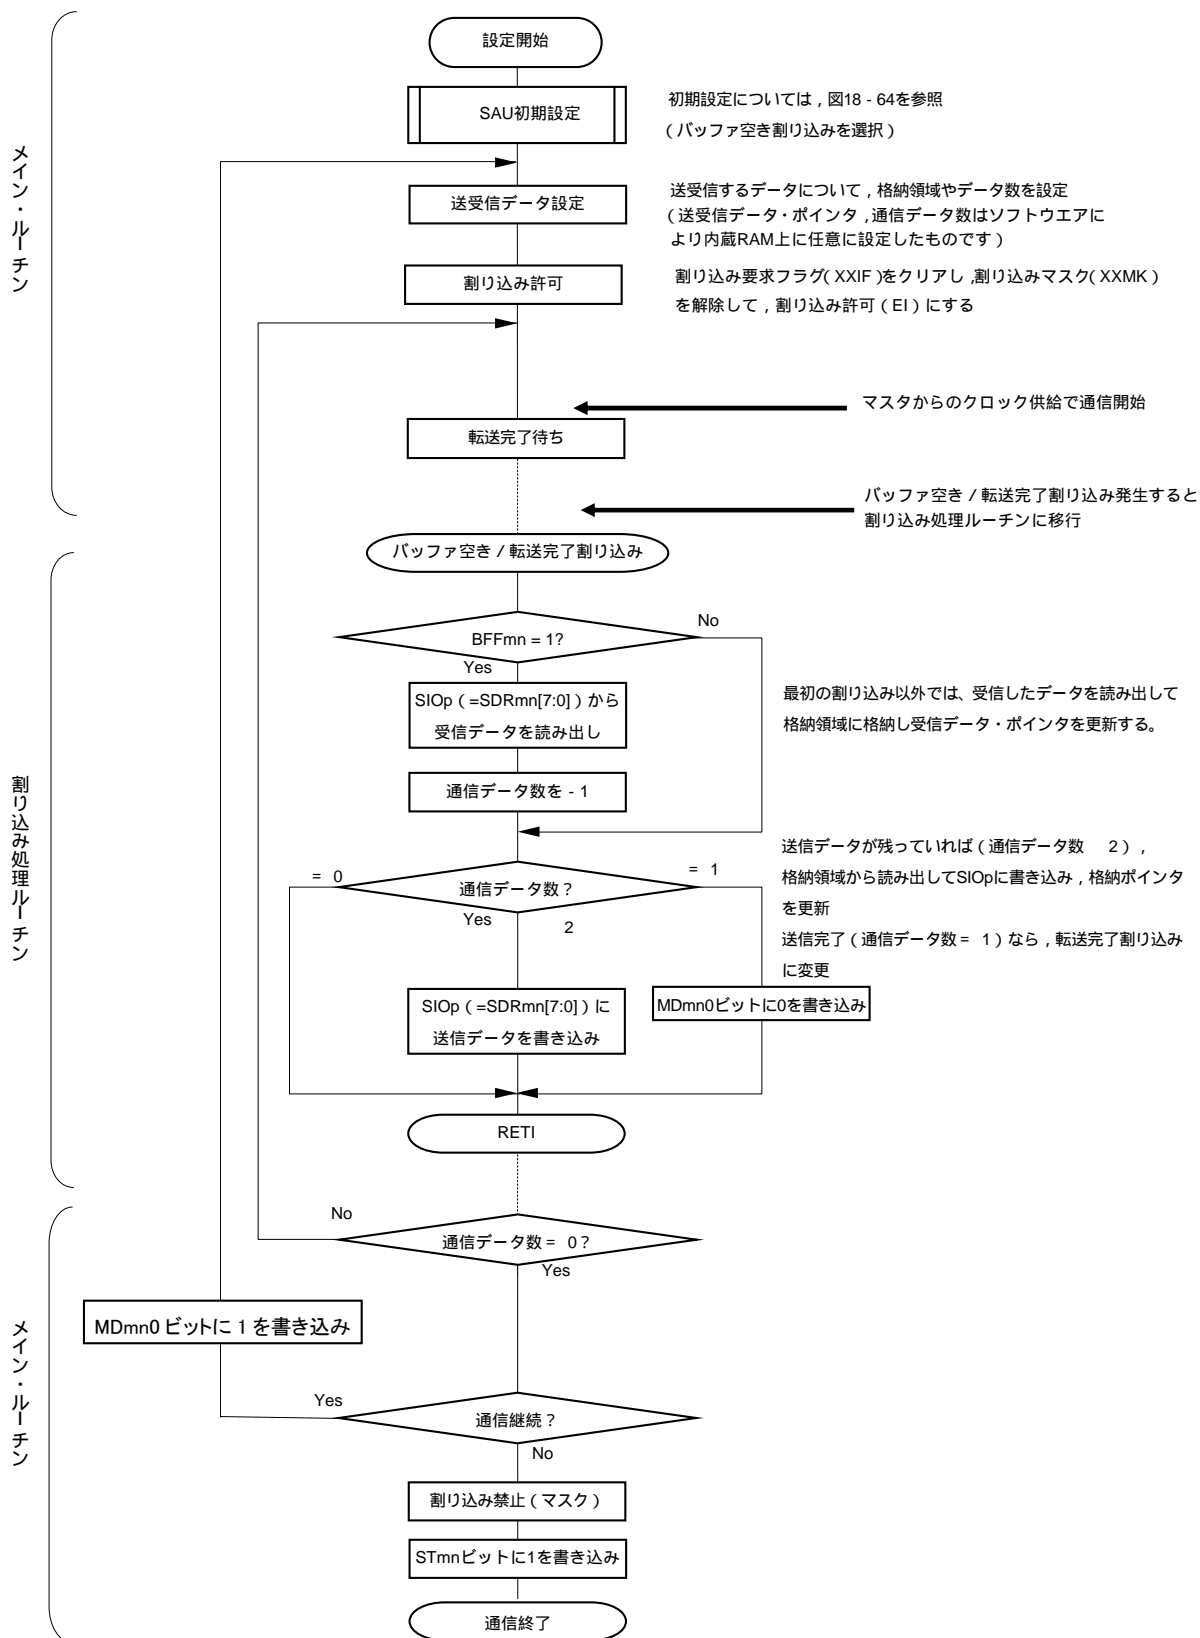 設定開始
SAU初期設定
初期設定については，図18 - 64を参照
（バッファ空き割り込みを選択）
メイン・ルーチン
送受信データ設定
送受信するデータについて，格納領域やデータ数を設定
（送受信データ・ポインタ，通信データ数はソフトウエアに
より内蔵RAM上に任意に設定したものです）
割り込み許可
割り込み要求フラグ（XXIF）をクリアし，割り込みマスク（XXMK）
を解除して，割り込み許可（EI）にする
マスタからのクロック供給で通信開始
転送完了待ち
バッファ空き / 転送完了割り込み発生すると
割り込み処理ルーチンに移行
バッファ空き / 転送完了割り込み
割り込み処理ルーチン
BFFmn = 1?
No
Yes
SIOp（=SDRmn[7:0]）から
受信データを読み出し
最初の割り込み以外では、受信したデータを読み出して
格納領域に格納し受信データ・ポインタを更新する。
通信データ数を - 1
送信データが残っていれば（通信データ数 2），
格納領域から読み出してSIOpに書き込み，格納ポインタ
を更新
送信完了（通信データ数 = 1）なら，転送完了割り込み
に変更
= 0
通信データ数？
= 1
Yes
2
SIOp（=SDRmn[7:0]）に
送信データを書き込み
MDmn0ビットに0を書き込み
RETI
メイン・ルーチン
No
通信データ数 = 0？
Yes
MDmn0 ビットに 1 を書き込み
Yes
通信継続？
No
割り込み禁止（マスク）
STmnビットに1を書き込み
通信終了